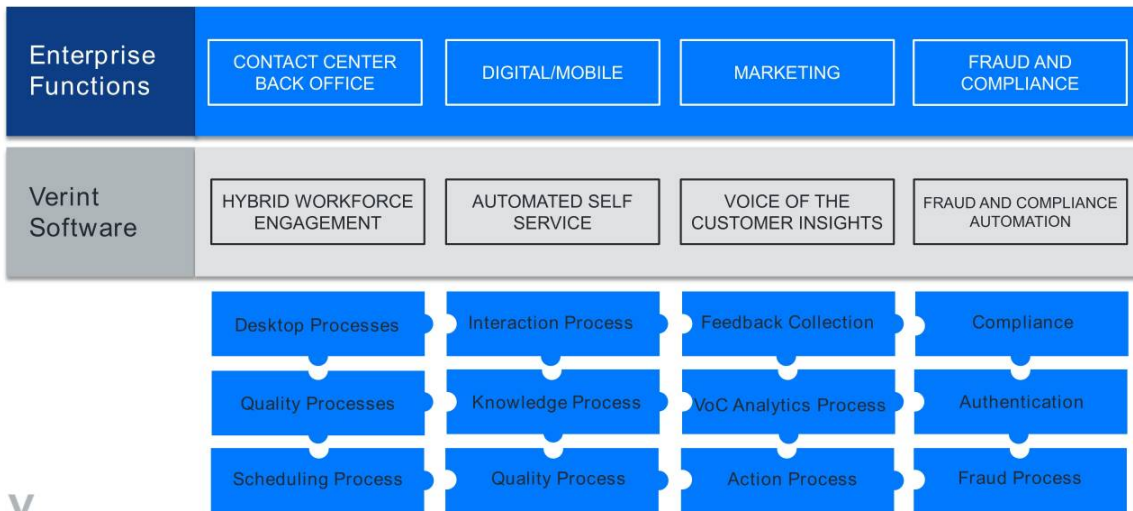 Enterprise
Functions
CONTACT CENTER
BACK OFFICE
DIGITAL/MOBILE
MARKETING
FRAUD AND
COMPLIANCE
Verint
Software
HYBRID WORKFORCE
ENGAGEMENT
AUTOMATED SELF
SERVICE
VOICE OF THE
CUSTOMER INSIGHTS
FRAUD AND COMPLIANCE
AUTOMATION
Desktop Processes
Interaction Process
Feedback Collection
Compliance
Quality Processes
Knowledge Process
VoC Analytics Process
Authentication
Scheduling Process
Quality Process
Action Process
Fraud Process